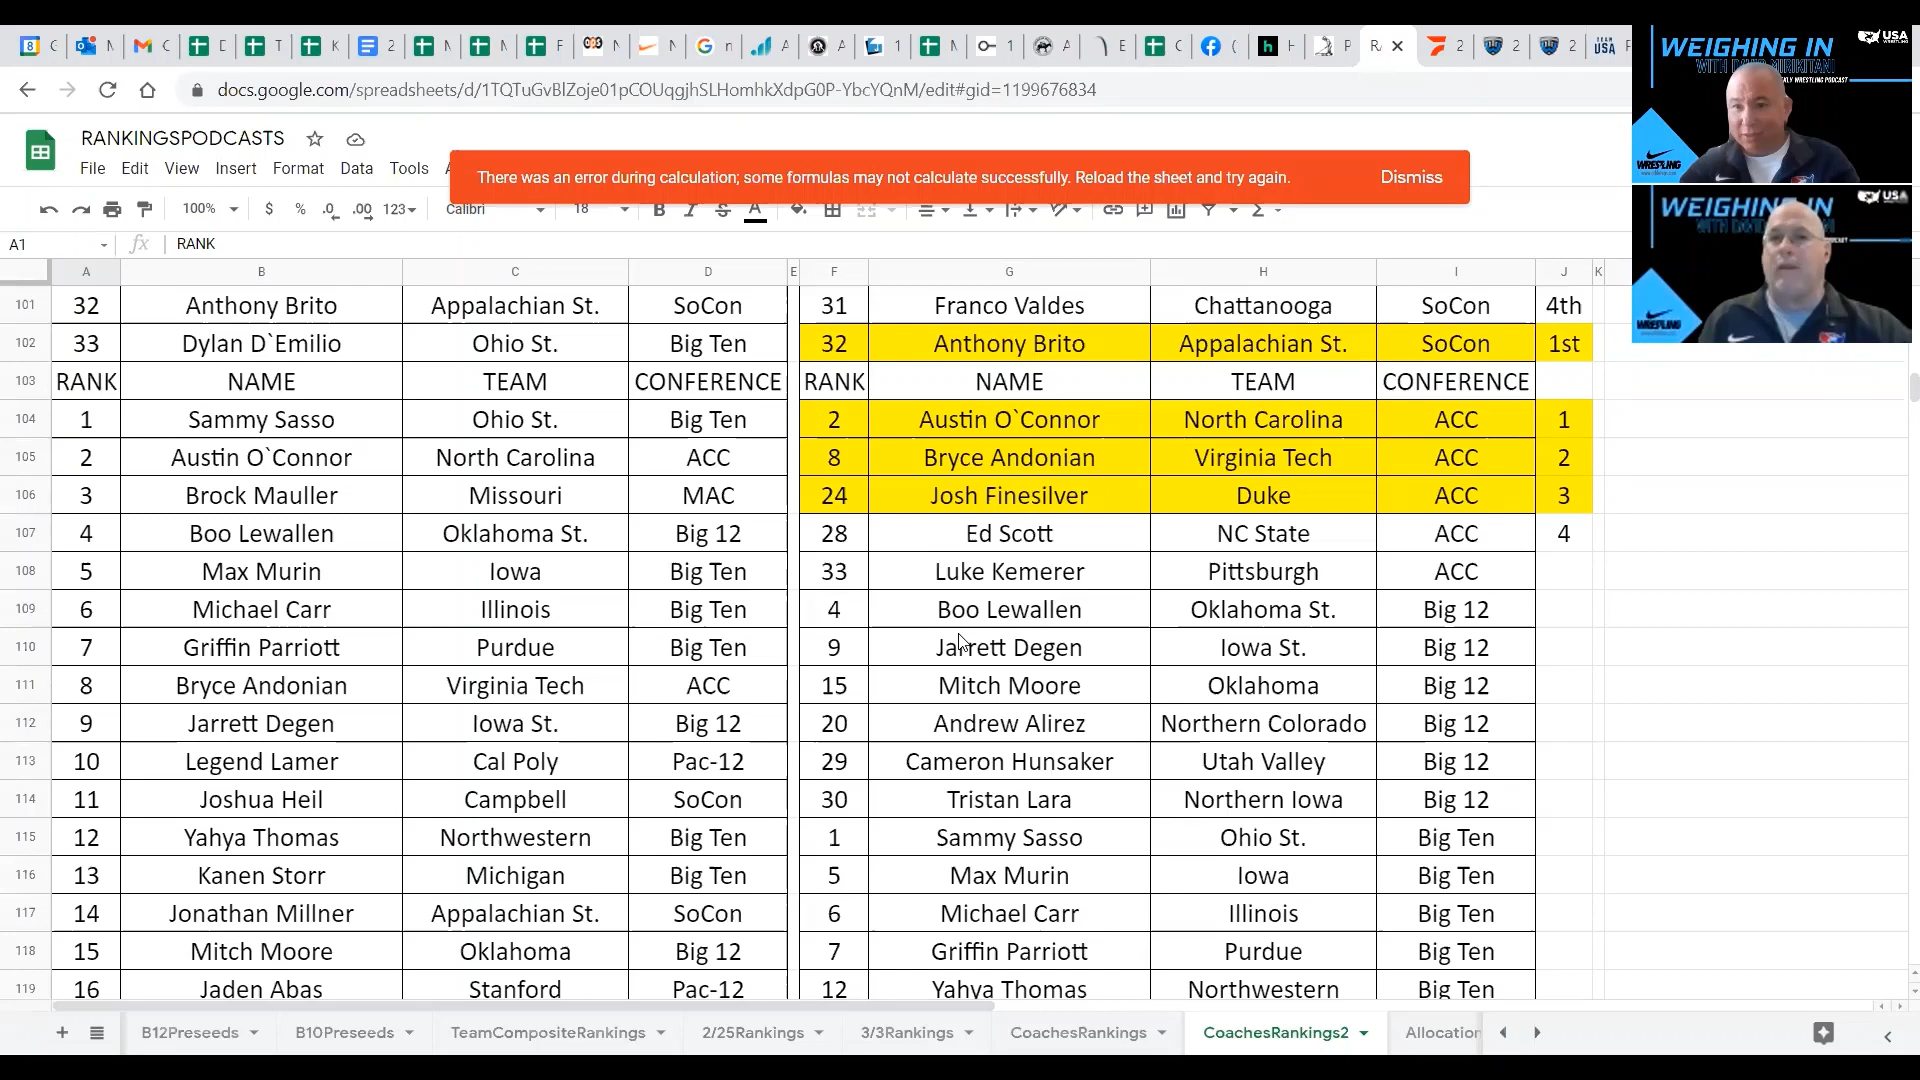 docs.google.com/spreadsheets/d/1TQTuGvBlZoje01pCOUqgjhSLHomhkXdpG0P-YbcYQnM/edit#gid=1199676834
RANKINGSPODCASTS
File Edit View Insert Format Data Tools
There was an error during calculation; some formulas may not calculate successfully. Reload the sheet and try again. Dismiss
100% $ % .0 .00 123 Calibri 18 B I S A
A1 fx RANK
A B C D E F G H I J K
101 32 Anthony Brito Appalachian St. SoCon 31 Franco Valdes Chattanooga SoCon 4th
102 33 Dylan D`Emilio Ohio St. Big Ten 32 Anthony Brito Appalachian St. SoCon 1st
103 RANK NAME TEAM CONFERENCE RANK NAME TEAM CONFERENCE
104 1 Sammy Sasso Ohio St. Big Ten 2 Austin O`Connor North Carolina ACC 1
105 2 Austin O`Connor North Carolina ACC 8 Bryce Andonian Virginia Tech ACC 2
106 3 Brock Mauller Missouri MAC 24 Josh Finesilver Duke ACC 3
107 4 Boo Lewallen Oklahoma St. Big 12 28 Ed Scott NC State ACC 4
108 5 Max Murin Iowa Big Ten 33 Luke Kemerer Pittsburgh ACC
109 6 Michael Carr Illinois Big Ten 4 Boo Lewallen Oklahoma St. Big 12
110 7 Griffin Parriott Purdue Big Ten 9 Jarrett Degen Iowa St. Big 12
111 8 Bryce Andonian Virginia Tech ACC 15 Mitch Moore Oklahoma Big 12
112 9 Jarrett Degen Iowa St. Big 12 20 Andrew Alirez Northern Colorado Big 12
113 10 Legend Lamer Cal Poly Pac-12 29 Cameron Hunsaker Utah Valley Big 12
114 11 Joshua Heil Campbell SoCon 30 Tristan Lara Northern Iowa Big 12
115 12 Yahya Thomas Northwestern Big Ten 1 Sammy Sasso Ohio St. Big Ten
116 13 Kanen Storr Michigan Big Ten 5 Max Murin Iowa Big Ten
117 14 Jonathan Millner Appalachian St. SoCon 6 Michael Carr Illinois Big Ten
118 15 Mitch Moore Oklahoma Big 12 7 Griffin Parriott Purdue Big Ten
119 16 Jaden Abas Stanford Pac-12 12 Yahya Thomas Northwestern Big Ten
B12Preseeds B10Preseeds TeamCompositeRankings 2/25Rankings 3/3Rankings CoachesRankings CoachesRankings2 Allocation
WEIGHING IN USA
WRESTLING
WEIGHING IN USA
WRESTLING